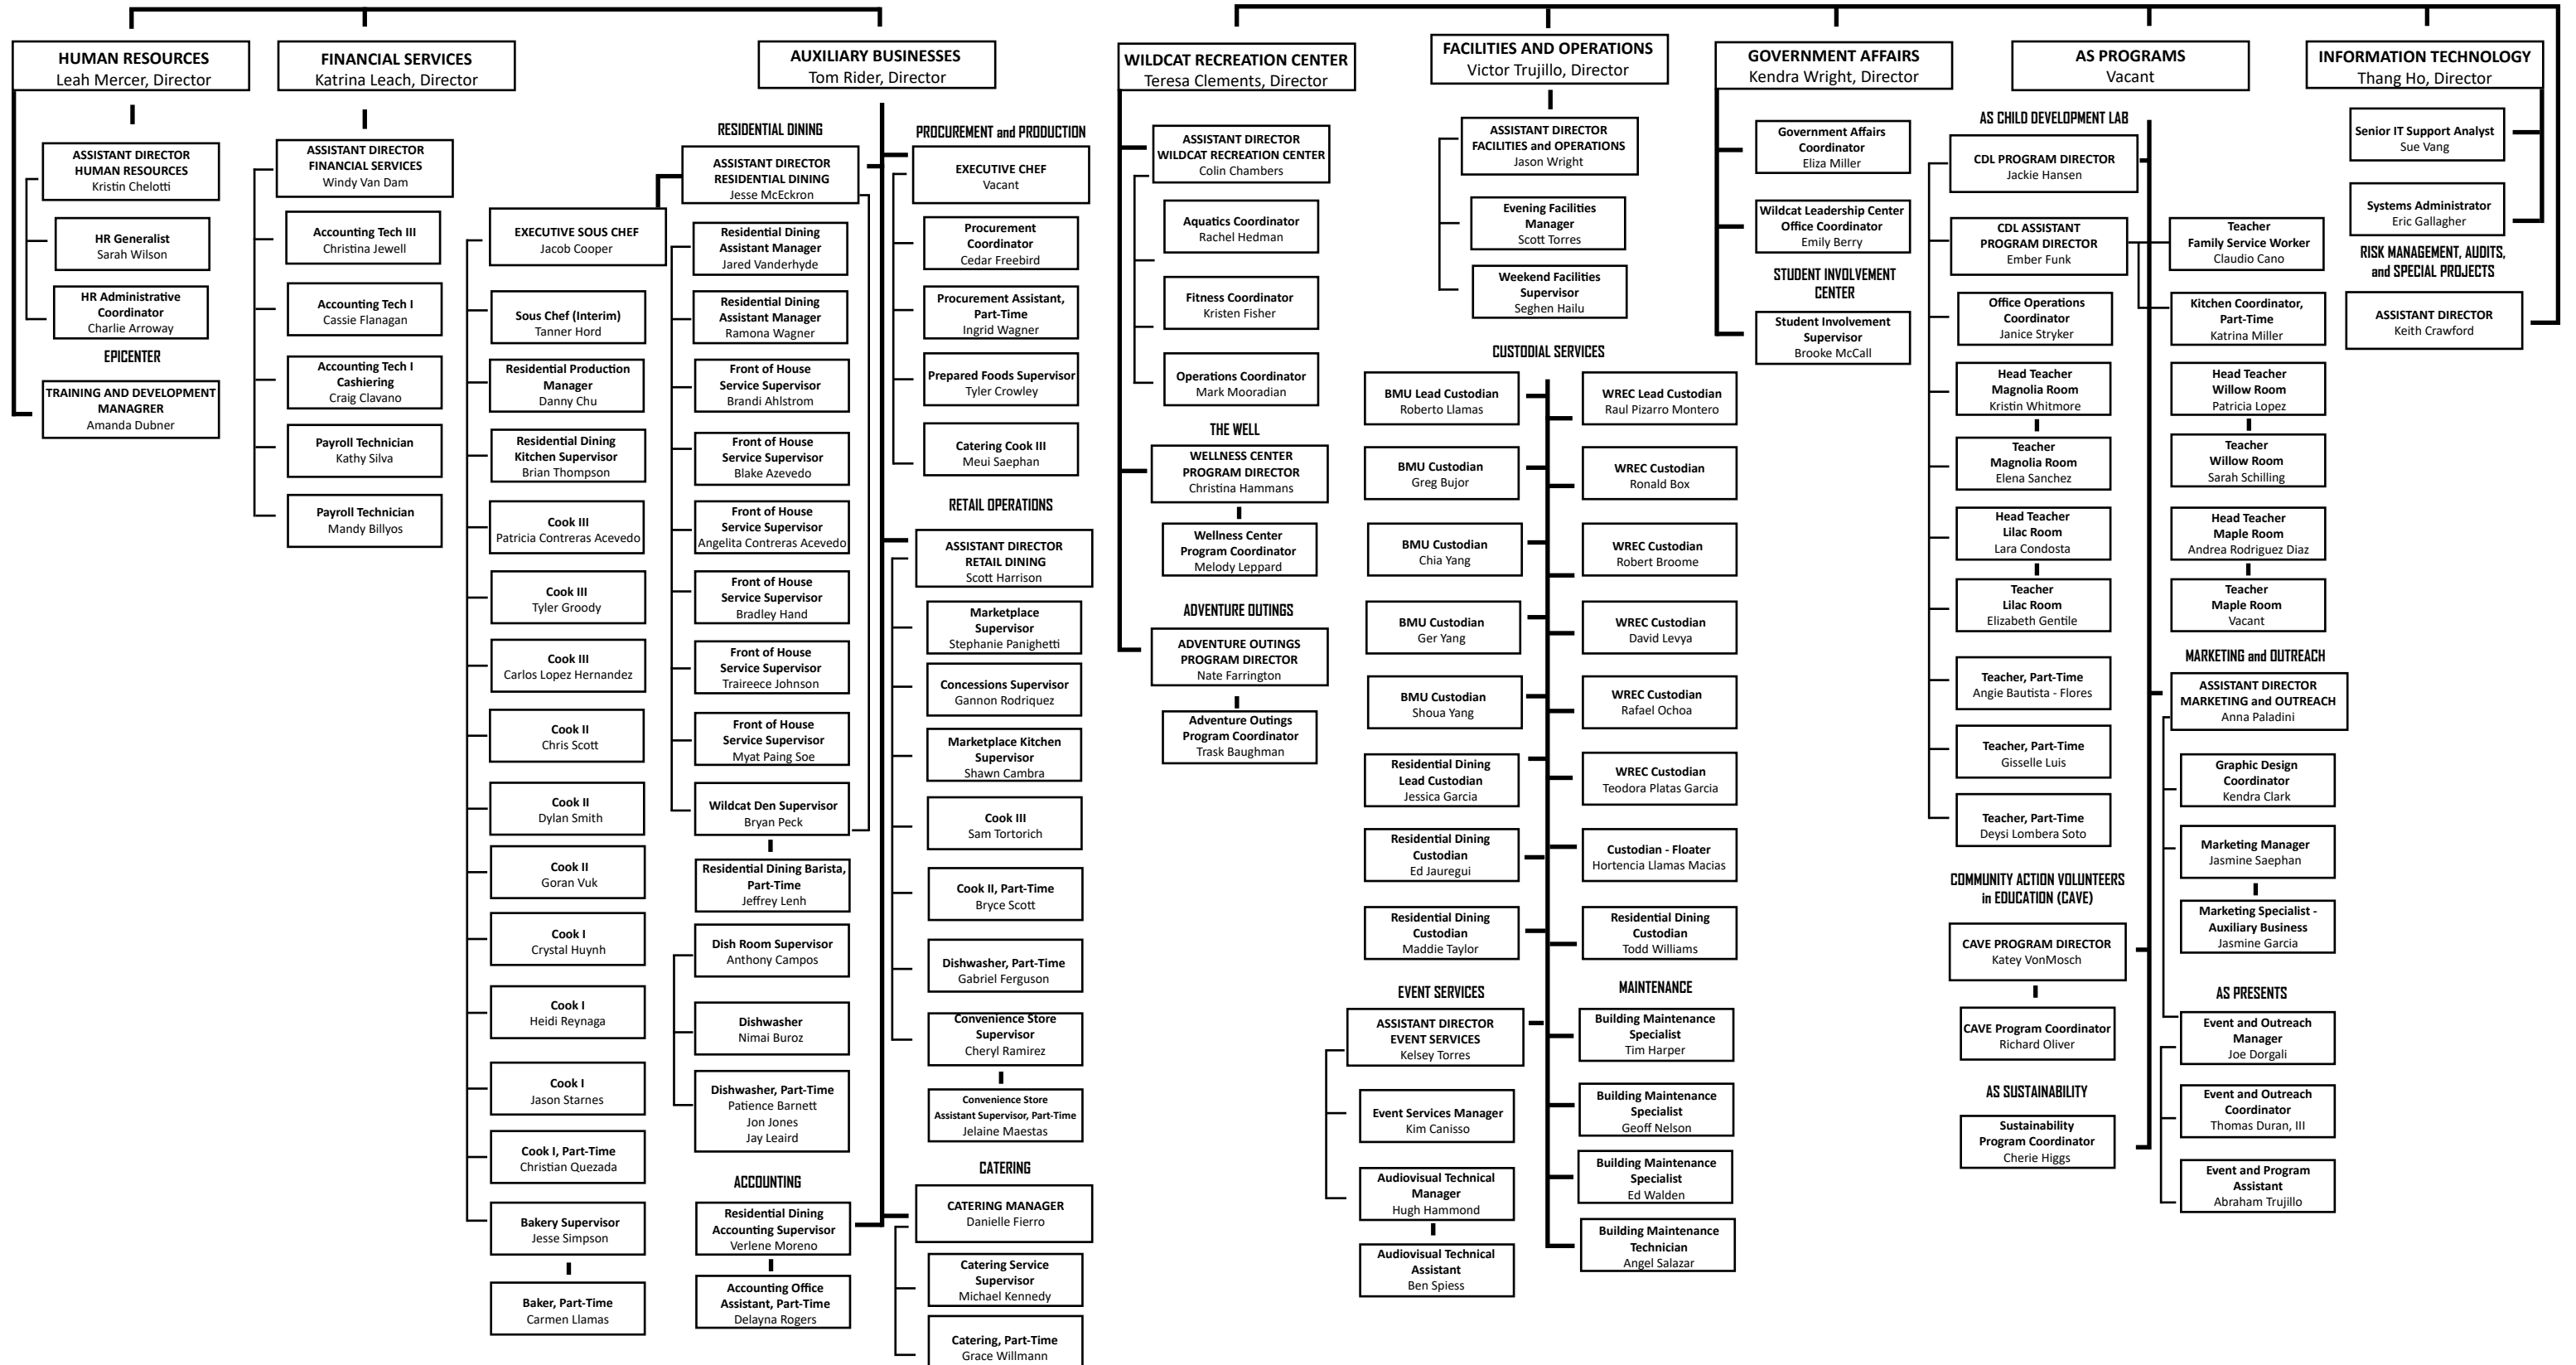 HUMAN RESOURCES
Leah Mercer, Director
ASSISTANT DIRECTOR
HUMAN RESOURCES
Kristin Chelotti
HR Generalist
Sarah Wilson
HR Administrative
Coordinator
Charlie Arroway
EPICENTER
TRAINING AND DEVELOPMENT
MANAGRER
Amanda Dubner
FINANCIAL SERVICES
Katrina Leach, Director
ASSISTANT DIRECTOR
FINANCIAL SERVICES
Windy Van Dam
Accounting Tech III
Christina Jewell
Accounting Tech I
Cassie Flanagan
Accounting Tech I
Cashiering
Craig Clavano
Payroll Technician
Kathy Silva
Payroll Technician
Mandy Billyos
AUXILIARY BUSINESSES
Tom Rider, Director
RESIDENTIAL DINING
ASSISTANT DIRECTOR
RESIDENTIAL DINING
Jesse McEckron
EXECUTIVE SOUS CHEF
Jacob Cooper
Sous Chef (Interim)
Tanner Hord
Residential Production
Manager
Danny Chu
Residential Dining
Kitchen Supervisor
Brian Thompson
Cook III
Patricia Contreras Acevedo
Cook III
Tyler Groody
Cook III
Carlos Lopez Hernandez
Cook II
Chris Scott
Cook II
Dylan Smith
Cook II
Goran Vuk
Cook I
Crystal Huynh
Cook I
Heidi Reynaga
Cook I
Jason Starnes
Cook I, Part-Time
Christian Quezada
Bakery Supervisor
Jesse Simpson
Baker, Part-Time
Carmen Llamas
Residential Dining
Assistant Manager
Jared Vanderhyde
Residential Dining
Assistant Manager
Ramona Wagner
Front of House
Service Supervisor
Brandi Ahlstrom
Front of House
Service Supervisor
Blake Azevedo
Front of House
Service Supervisor
Angelita Contreras Acevedo
Front of House
Service Supervisor
Bradley Hand
Front of House
Service Supervisor
Traireece Johnson
Front of House
Service Supervisor
Myat Paing Soe
Wildcat Den Supervisor
Bryan Peck
Residential Dining Barista,
Part-Time
Jeffrey Lenh
Dish Room Supervisor
Anthony Campos
Dishwasher
Nimai Buroz
Dishwasher, Part-Time
Patience Barnett
Jon Jones
Jay Leaird
ACCOUNTING
Residential Dining
Accounting Supervisor
Verlene Moreno
Accounting Office
Assistant, Part-Time
Delayna Rogers
PROCUREMENT and PRODUCTION
EXECUTIVE CHEF
Vacant
Procurement
Coordinator
Cedar Freebird
Procurement Assistant,
Part-Time
Ingrid Wagner
Prepared Foods Supervisor
Tyler Crowley
Catering Cook III
Meui Saephan
RETAIL OPERATIONS
ASSISTANT DIRECTOR
RETAIL DINING
Scott Harrison
Marketplace
Supervisor
Stephanie Panighetti
Concessions Supervisor
Gannon Rodriquez
Marketplace Kitchen
Supervisor
Shawn Cambra
Cook III
Sam Tortorich
Cook II, Part-Time
Bryce Scott
Dishwasher, Part-Time
Gabriel Ferguson
Convenience Store
Supervisor
Cheryl Ramirez
Convenience Store
Assistant Supervisor, Part-Time
Jelaine Maestas
CATERING
CATERING MANAGER
Danielle Fierro
Catering Service
Supervisor
Michael Kennedy
Catering, Part-Time
Grace Willmann
WILDCAT RECREATION CENTER
Teresa Clements, Director
ASSISTANT DIRECTOR
WILDCAT RECREATION CENTER
Colin Chambers
Aquatics Coordinator
Rachel Hedman
Fitness Coordinator
Kristen Fisher
Operations Coordinator
Mark Mooradian
THE WELL
WELLNESS CENTER
PROGRAM DIRECTOR
Christina Hammans
Wellness Center
Program Coordinator
Melody Leppard
ADVENTURE OUTINGS
ADVENTURE OUTINGS
PROGRAM DIRECTOR
Nate Farrington
Adventure Outings
Program Coordinator
Trask Baughman
FACILITIES AND OPERATIONS
Victor Trujillo, Director
ASSISTANT DIRECTOR
FACILITIES and OPERATIONS
Jason Wright
Evening Facilities
Manager
Scott Torres
Weekend Facilities
Supervisor
Seghen Hailu
CUSTODIAL SERVICES
BMU Lead Custodian
Roberto Llamas
BMU Custodian
Greg Bujor
BMU Custodian
Chia Yang
BMU Custodian
Ger Yang
BMU Custodian
Shoua Yang
Residential Dining
Lead Custodian
Jessica Garcia
Residential Dining
Custodian
Ed Jauregui
Residential Dining
Custodian
Maddie Taylor
WREC Lead Custodian
Raul Pizarro Montero
WREC Custodian
Ronald Box
WREC Custodian
Robert Broome
WREC Custodian
David Levya
WREC Custodian
Rafael Ochoa
WREC Custodian
Teodora Platas Garcia
Custodian - Floater
Hortencia Llamas Macias
Residential Dining
Custodian
Todd Williams
EVENT SERVICES
ASSISTANT DIRECTOR
EVENT SERVICES
Kelsey Torres
Event Services Manager
Kim Canisso
Audiovisual Technical
Manager
Hugh Hammond
Audiovisual Technical
Assistant
Ben Spiess
MAINTENANCE
Building Maintenance
Specialist
Tim Harper
Building Maintenance
Specialist
Geoff Nelson
Building Maintenance
Specialist
Ed Walden
Building Maintenance
Technician
Angel Salazar
GOVERNMENT AFFAIRS
Kendra Wright, Director
Government Affairs
Coordinator
Eliza Miller
Wildcat Leadership Center
Office Coordinator
Emily Berry
STUDENT INVOLVEMENT
CENTER
Student Involvement
Supervisor
Brooke McCall
AS PROGRAMS
Vacant
AS CHILD DEVELOPMENT LAB
CDL PROGRAM DIRECTOR
Jackie Hansen
CDL ASSISTANT
PROGRAM DIRECTOR
Ember Funk
Teacher
Family Service Worker
Claudio Cano
Office Operations
Coordinator
Janice Stryker
Kitchen Coordinator,
Part-Time
Katrina Miller
Head Teacher
Magnolia Room
Kristin Whitmore
Teacher
Magnolia Room
Elena Sanchez
Head Teacher
Lilac Room
Lara Condosta
Teacher
Lilac Room
Elizabeth Gentile
Teacher, Part-Time
Angie Bautista - Flores
Teacher, Part-Time
Gisselle Luis
Teacher, Part-Time
Deysi Lombera Soto
Head Teacher
Willow Room
Patricia Lopez
Teacher
Willow Room
Sarah Schilling
Head Teacher
Maple Room
Andrea Rodriguez Diaz
Teacher
Maple Room
Vacant
COMMUNITY ACTION VOLUNTEERS
in EDUCATION (CAVE)
CAVE PROGRAM DIRECTOR
Katey VonMosch
CAVE Program Coordinator
Richard Oliver
AS SUSTAINABILITY
Sustainability
Program Coordinator
Cherie Higgs
MARKETING and OUTREACH
ASSISTANT DIRECTOR
MARKETING and OUTREACH
Anna Paladini
Graphic Design
Coordinator
Kendra Clark
Marketing Manager
Jasmine Saephan
Marketing Specialist -
Auxiliary Business
Jasmine Garcia
AS PRESENTS
Event and Outreach
Manager
Joe Dorgali
Event and Outreach
Coordinator
Thomas Duran, III
Event and Program
Assistant
Abraham Trujillo
INFORMATION TECHNOLOGY
Thang Ho, Director
Senior IT Support Analyst
Sue Vang
Systems Administrator
Eric Gallagher
RISK MANAGEMENT, AUDITS,
and SPECIAL PROJECTS
ASSISTANT DIRECTOR
Keith Crawford